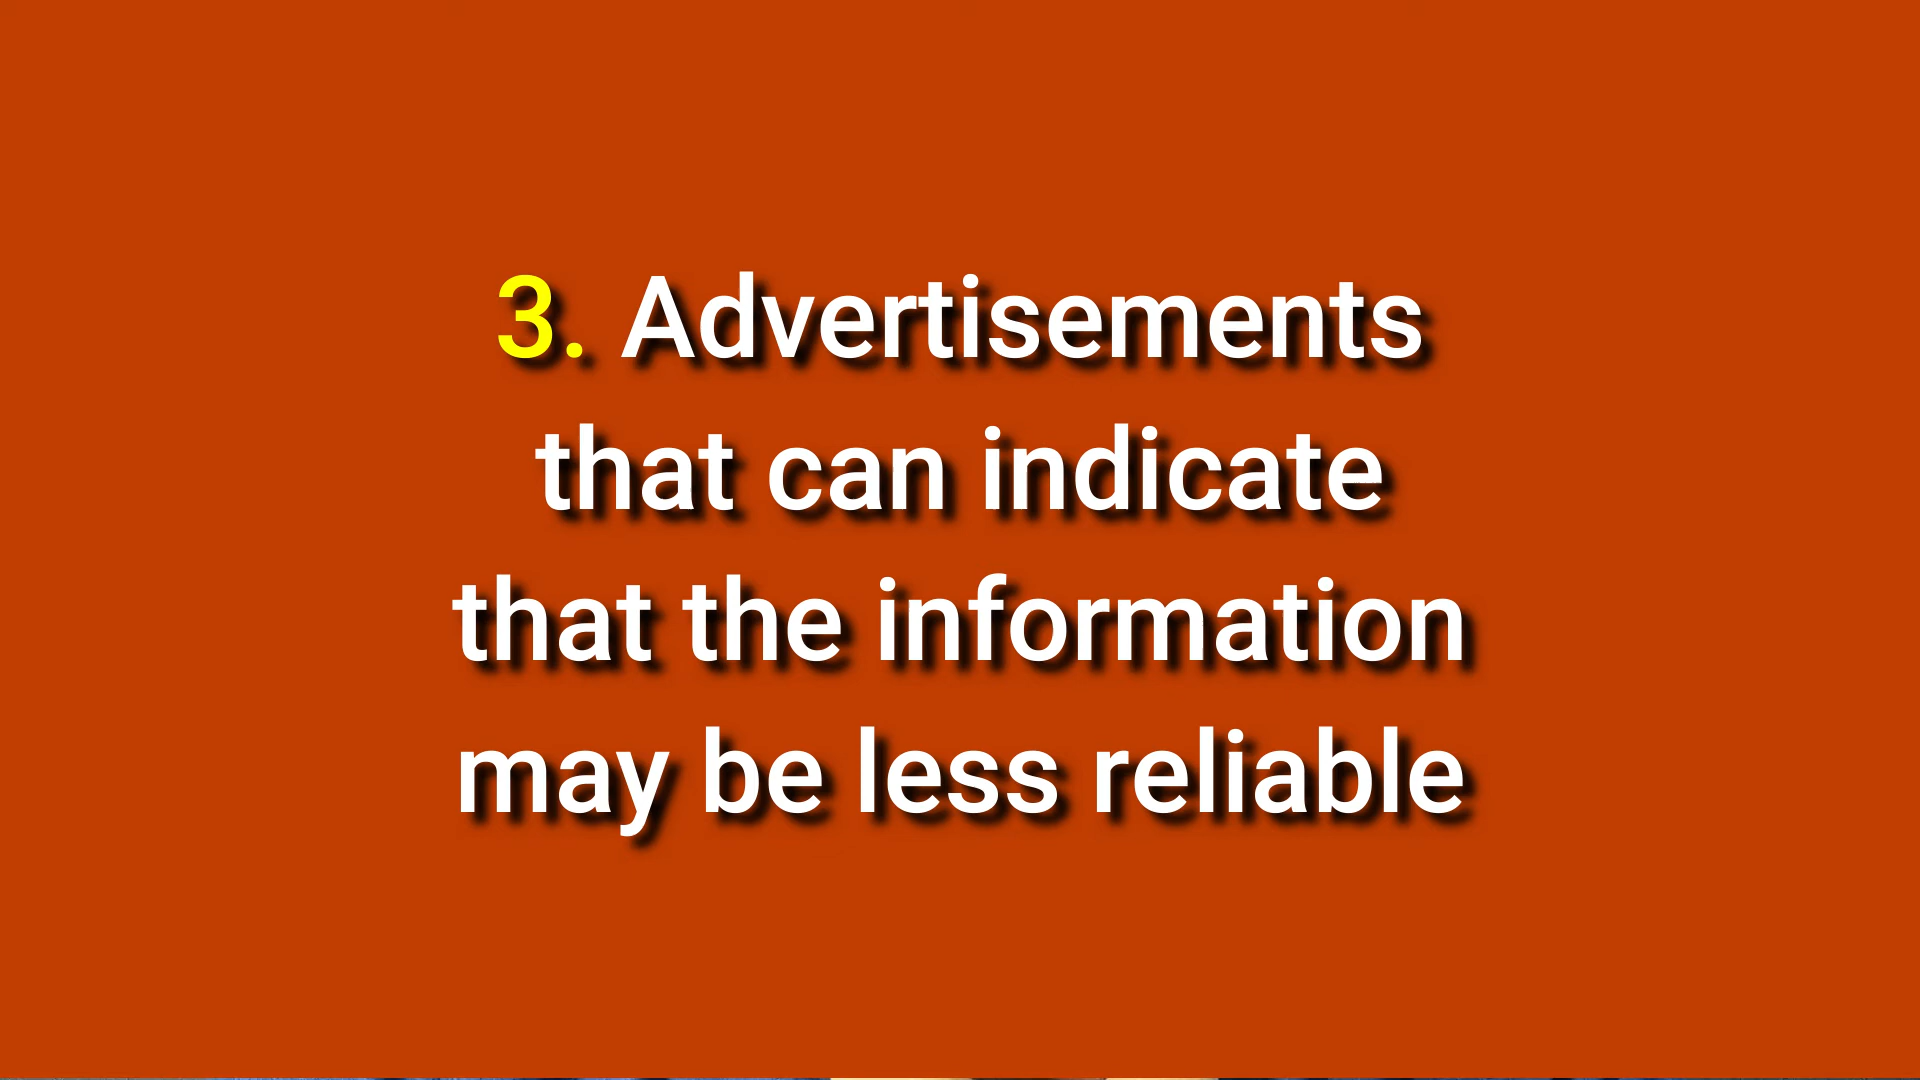 3. Advertisements
that can indicate
that the information
may be less reliable